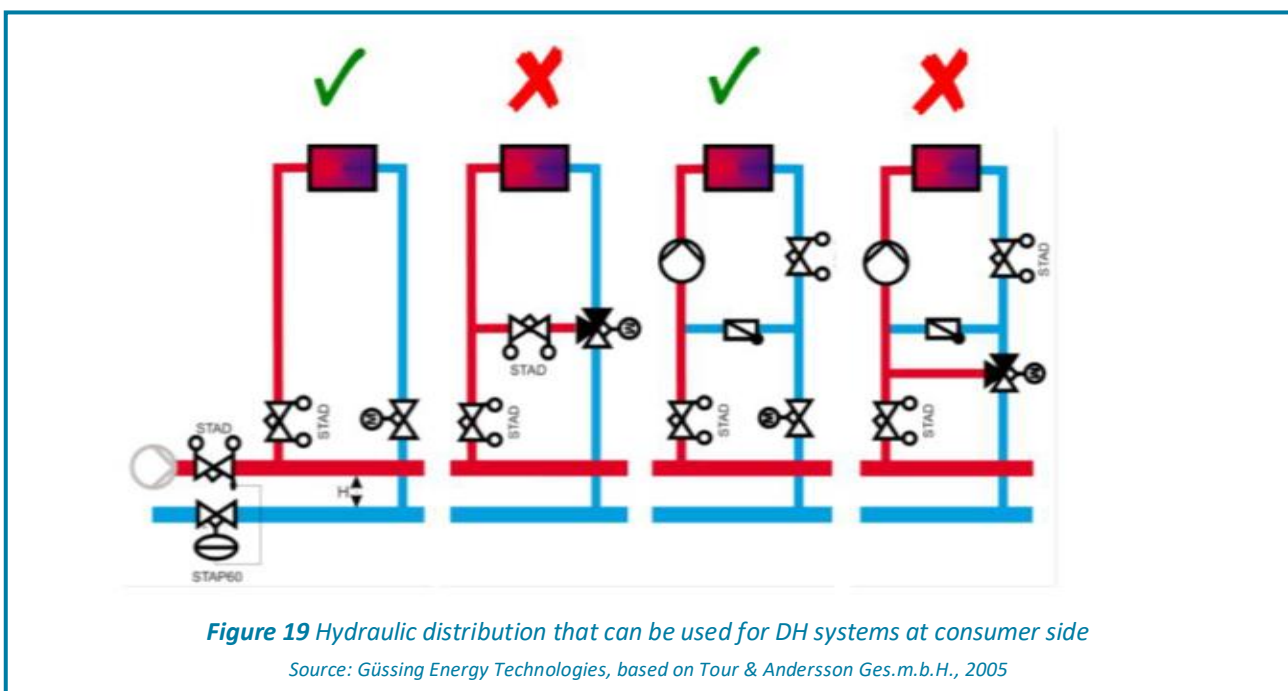 STAD
STAD
STAP60
H
M
STAD
STAD
M
STAD
M
STAD
STAD
M
Figure 19 Hydraulic distribution that can be used for DH systems at consumer side
Source: Güssing Energy Technologies, based on Tour & Andersson Ges.m.b.H., 2005